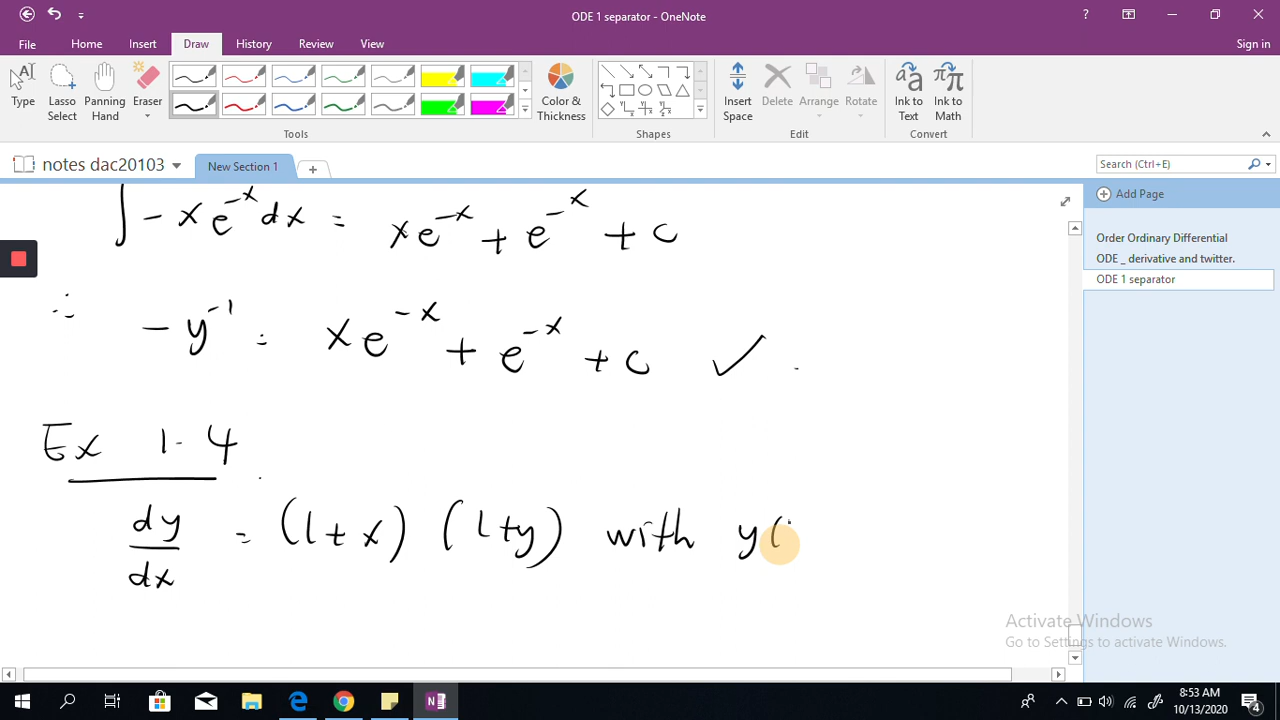 ODE 1 separator - OneNote
? Sign in
File Home Insert Draw History Review View
Type Lasso Select Panning Hand Eraser Color & Thickness Insert Space Delete Arrange Rotate Ink to Text Ink to Math
Tools Shapes Edit Convert
notes dac20103 New Section 1 + Search (Ctrl+E)
Add Page
Order Ordinary Differential
ODE _ derivative and twitter.
ODE 1 separator
∫ - x e^{-x} dx = x e^{-x} + e^{-x} + c
∴ - y^{-1} = x e^{-x} + e^{-x} + c ✓ .
Ex 1.4
dy/dx = (1+x) (1+y) with y(
Activate Windows
Go to Settings to activate Windows.
8:53 AM
10/13/2020
4